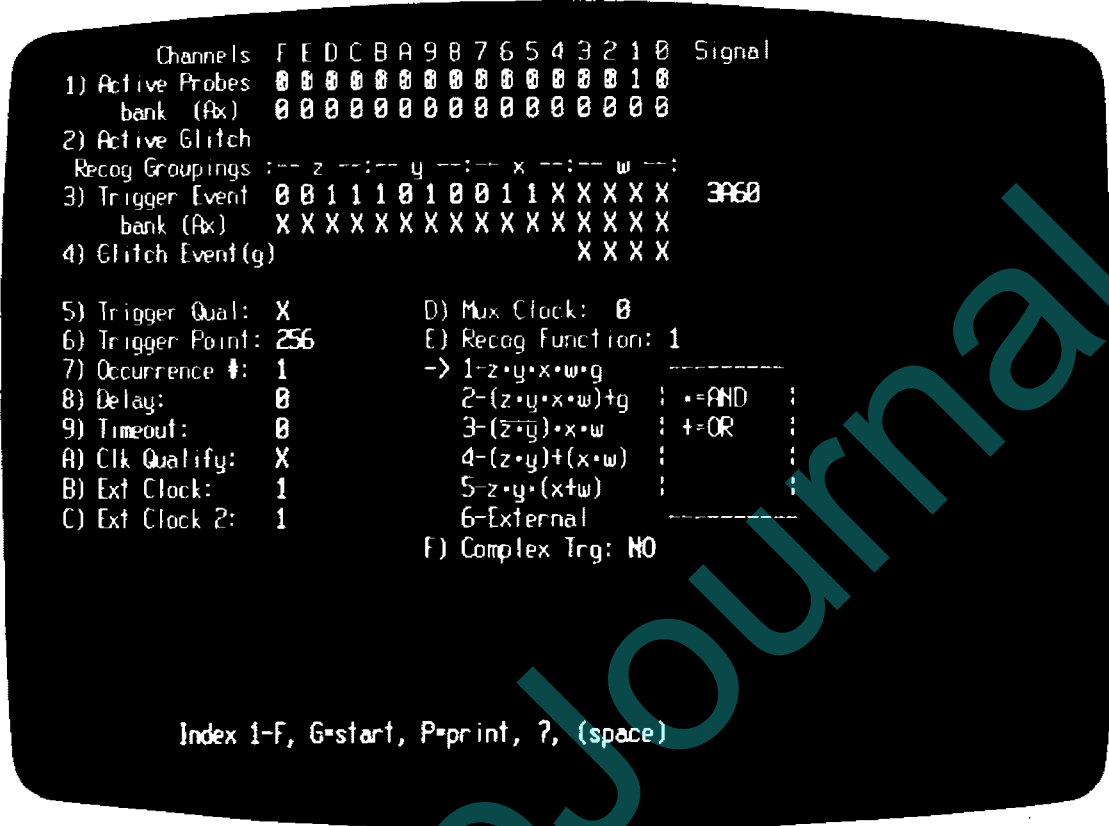 Channels F E D C B A 9 8 7 6 5 4 3 2 1 0 Signal
1) Active Probes 0 0 0 0 0 0 0 0 0 0 0 0 0 0 1 0
bank (Ax) 0 0 0 0 0 0 0 0 0 0 0 0 0 0 0 0
2) Active Glitch
Recog Groupings :-- z --:-- y --:-- x --:-- w --:
3) Trigger Event 0 0 1 1 1 0 1 0 0 1 1 X X X X X 3A60
bank (Ax) X X X X X X X X X X X X X X X X
4) Glitch Event(g) X X X X
5) Trigger Qual: X D) Mux Clock: 0
6) Trigger Point: 256 E) Recog Function: 1
7) Occurrence #: 1 -> 1-z•y•x•w•g
8) Delay: 0 2-(z•y•x•w)+g •=AND
9) Timeout: 0 3-(z•y)•x•w +=OR
A) Clk Qualify: X 4-(z•y)+(x•w)
B) Ext Clock: 1 5-z•y•(x+w)
C) Ext Clock 2: 1 6-External
F) Complex Trg: NO
Index 1-F, G=start, P=print, ?, (space)
Journal